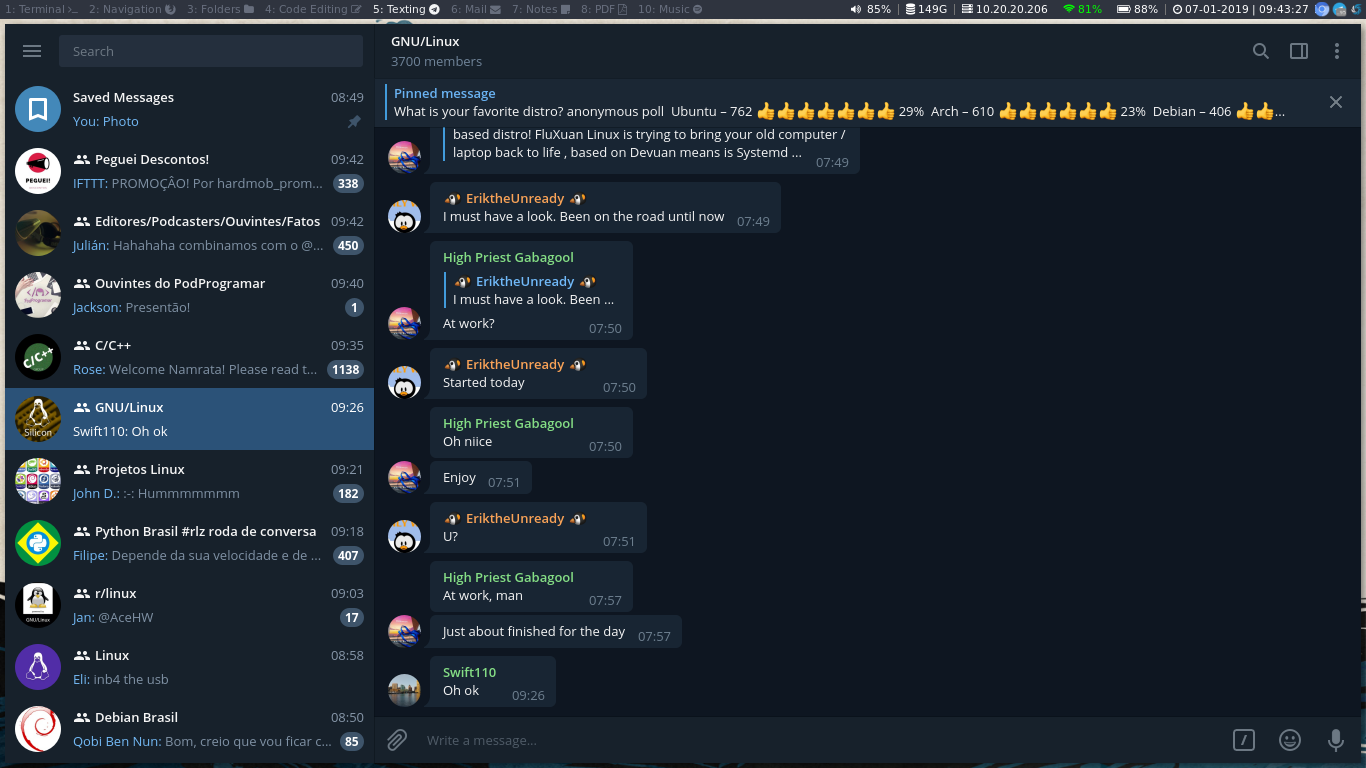 1: Terminal 2: Navigation 3: Folders 4: Code Editing 5: Texting 6: Mail 7: Notes 8: PDF 10: Music 85% | 149G | 10.20.20.206 81% 88% | 07-01-2019 | 09:43:27
Search
Saved Messages 08:49
You: Photo
Peguei Descontos! 09:42
IFTTT: PROMOÇÂO! Por hardmob_prom... 338
Editores/Podcasters/Ouvintes/Fatos 09:42
Julián: Hahahaha combinamos com o @... 450
Ouvintes do PodProgramar 09:40
Jackson: Presentão! 1
C/C++ 09:35
Rose: Welcome Namrata! Please read t... 1138
GNU/Linux 09:26
Swift110: Oh ok
Projetos Linux 09:21
John D.: :-: Hummmmmmm 182
Python Brasil #rlz roda de conversa 09:18
Filipe: Depende da sua velocidade e de ... 407
r/linux 09:03
Jan: @AceHW 17
Linux 08:58
Eli: inb4 the usb
Debian Brasil 08:50
Qobi Ben Nun: Bom, creio que vou ficar c... 85
PEGUEI!
C/C++
Silicon
GNU/Linux
GNU/Linux
3700 members
Pinned message
What is your favorite distro? anonymous poll Ubuntu – 762 👍👍👍👍👍👍👍 29% Arch – 610 👍👍👍👍👍👍 23% Debian – 406 👍👍...
based distro! FluXuan Linux is trying to bring your old computer /
laptop back to life , based on Devuan means is Systemd ... 07:49
EriktheUnready
I must have a look. Been on the road until now 07:49
High Priest Gabagool
EriktheUnready
I must have a look. Been ...
At work? 07:50
EriktheUnready
Started today 07:50
High Priest Gabagool
Oh niice 07:50
Enjoy 07:51
EriktheUnready
U? 07:51
High Priest Gabagool
At work, man 07:57
Just about finished for the day 07:57
Swift110
Oh ok 09:26
Write a message...